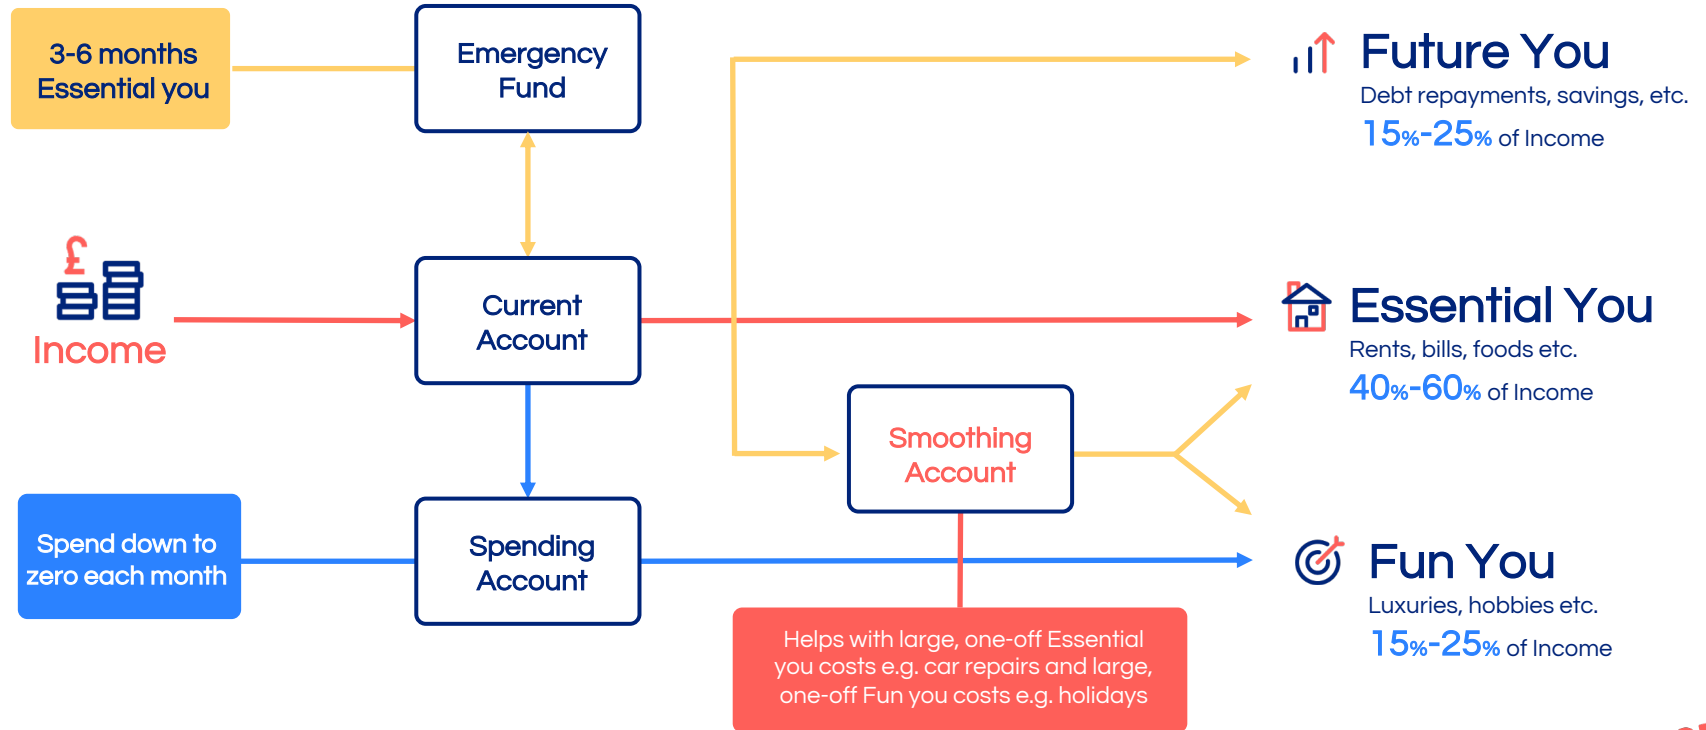 3-6 months
Essential you
Emergency
Fund
Future You
Debt repayments, savings, etc.
15%-25% of Income
£
Income
Current
Account
Essential You
Rents, bills, foods etc.
40%-60% of Income
Smoothing
Account
Spend down to
zero each month
Spending
Account
Fun You
Luxuries, hobbies etc.
15%-25% of Income
Helps with large, one-off Essential
you costs e.g. car repairs and large,
one-off Fun you costs e.g. holidays